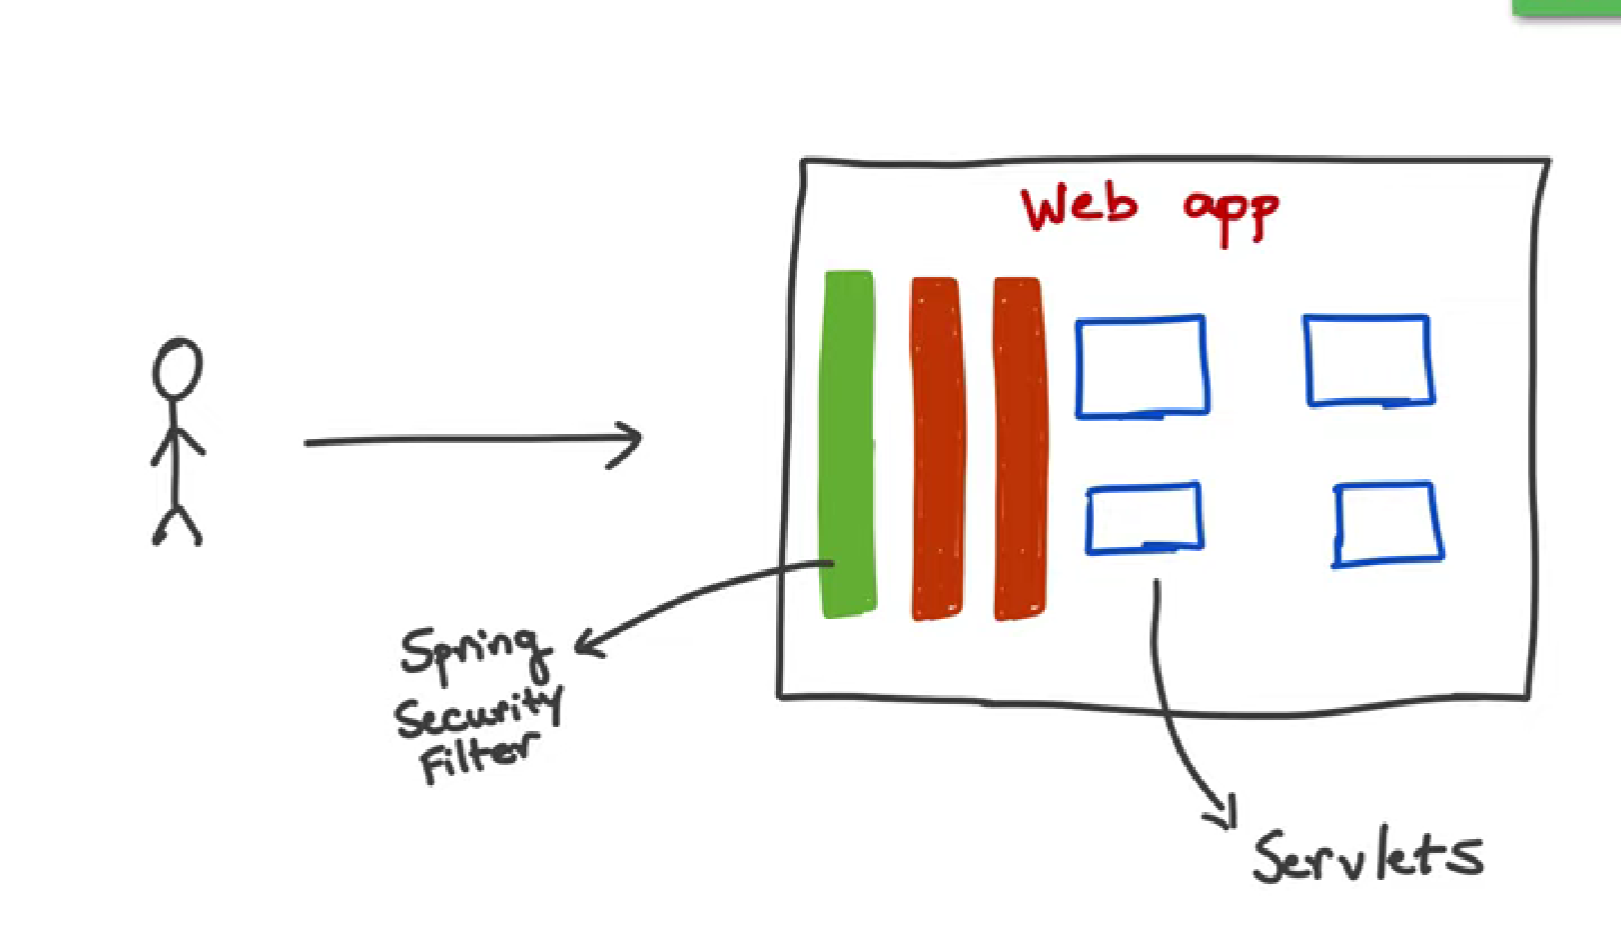 Web app
Spring
Security
Filter
Servlets